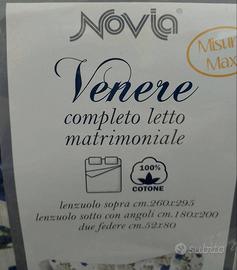 Novia
Misur
Maxi
Venere
completo letto
matrimoniale
100%
COTONE
lenzuolo sopra cm.260x295
lenzuolo sotto con angoli cm.180x200
due federe cm.52x80
subito